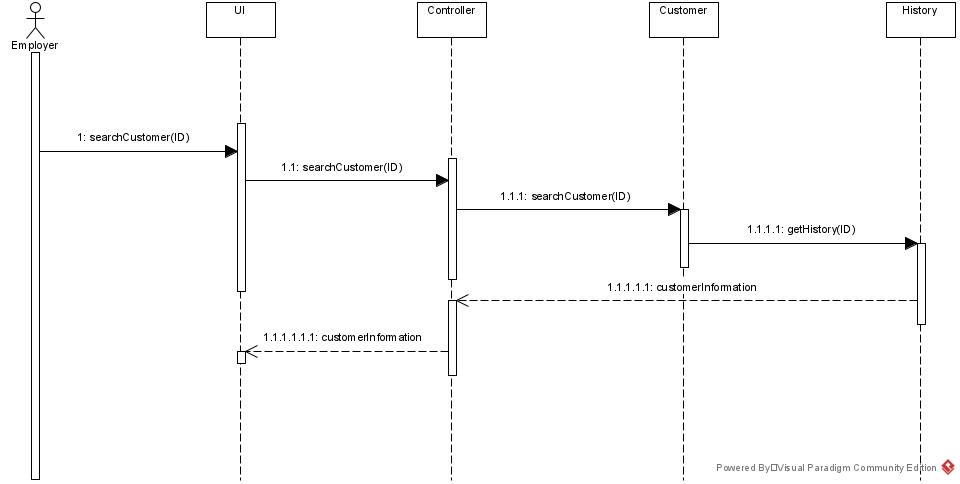 UI
Controller
Customer
History
Employer
1: searchCustomer(ID)
1.1: searchCustomer(ID)
1.1.1: searchCustomer(ID)
1.1.1.1: getHistory(ID)
1.1.1.1.1: customerInformation
1.1.1.1.1.1: customerInformation
Powered By Visual Paradigm Community Edition